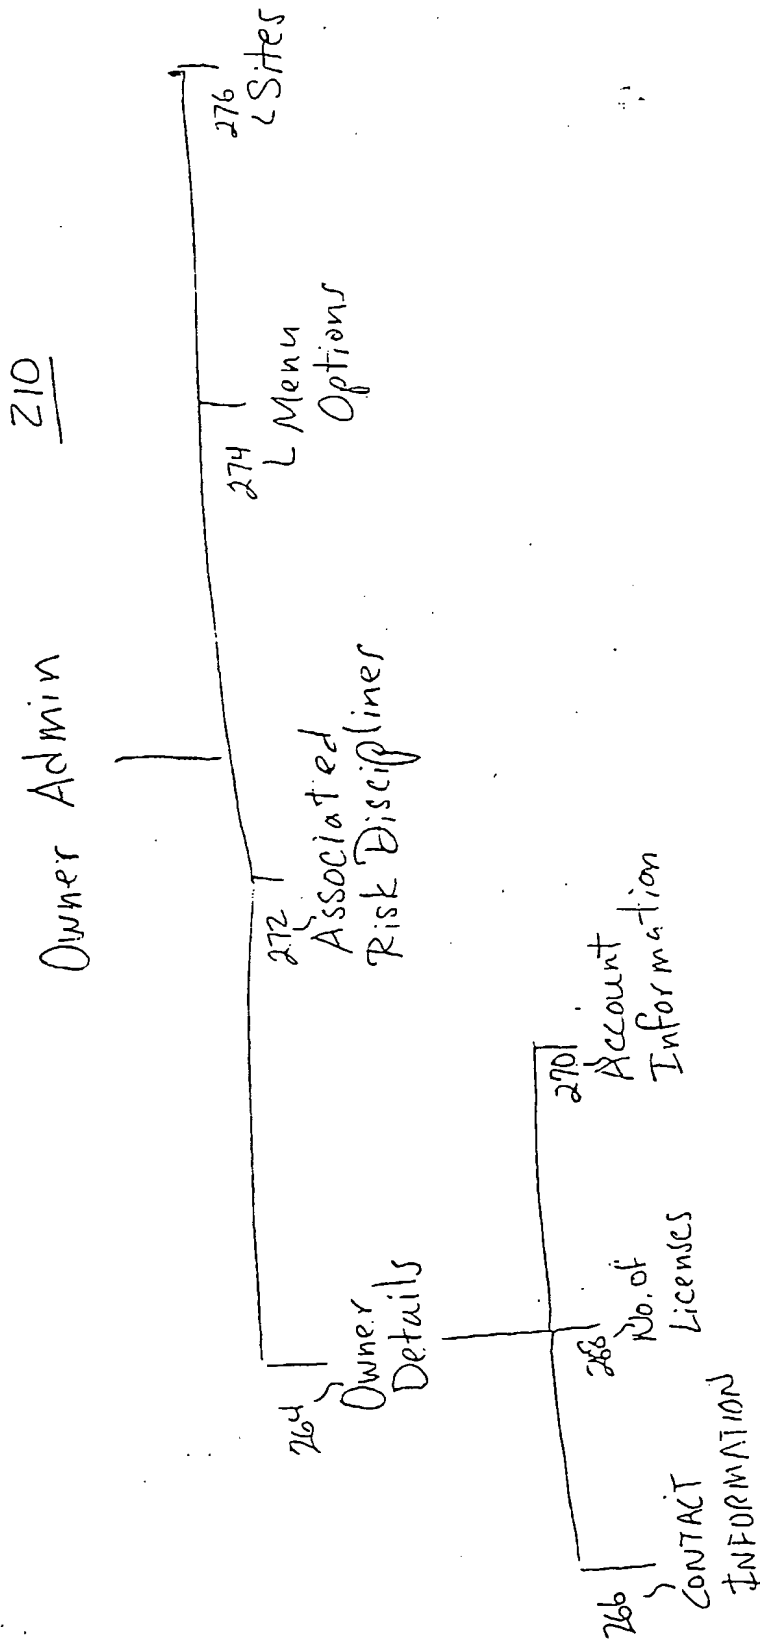 210
Owner Admin
264
Owner
Details
272
Associated
Risk Disciplines
274
Menu
Options
276
Sites
266
CONTACT
INFORMATION
268
No. of
Licenses
270
Account
Information